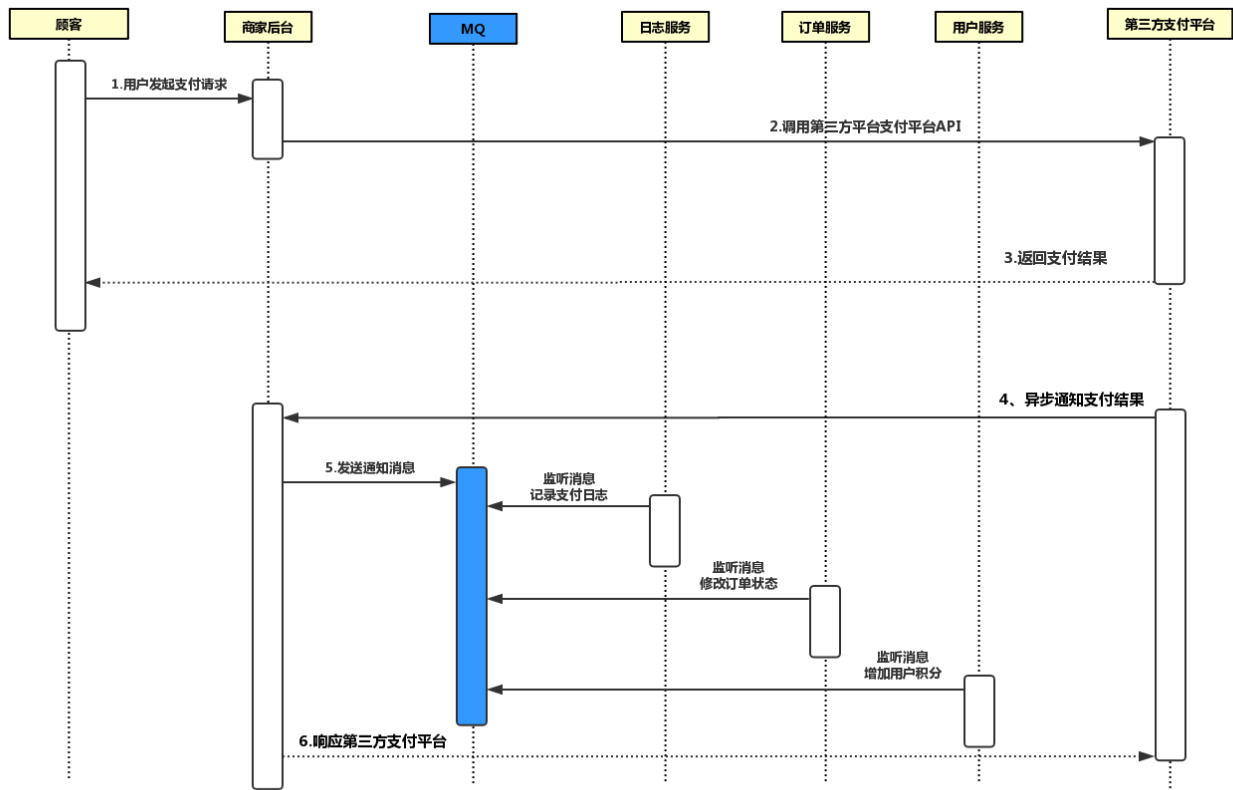 顾客
商家后台
MQ
日志服务
订单服务
用户服务
第三方支付平台
1.用户发起支付请求
2.调用第三方平台支付平台API
3.返回支付结果
4、异步通知支付结果
5.发送通知消息
监听消息
记录支付日志
监听消息
修改订单状态
监听消息
增加用户积分
6.响应第三方支付平台